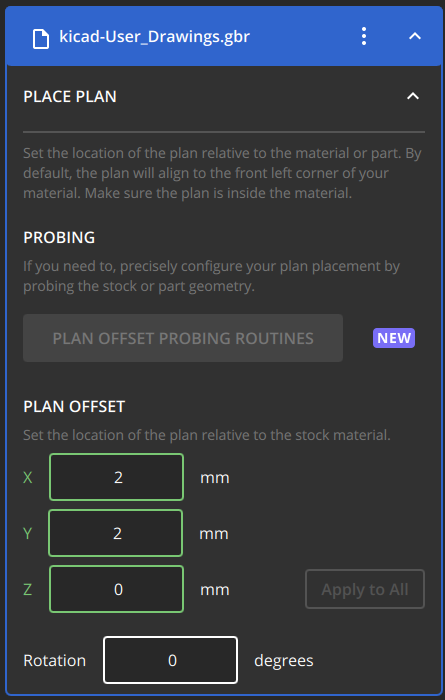 kicad-User_Drawings.gbr
PLACE PLAN
Set the location of the plan relative to the material or part. By
default, the plan will align to the front left corner of your
material. Make sure the plan is inside the material.
PROBING
If you need to, precisely configure your plan placement by
probing the stock or part geometry.
PLAN OFFSET PROBING ROUTINES NEW
PLAN OFFSET
Set the location of the plan relative to the stock material.
X 2 mm
Y 2 mm
Z 0 mm Apply to All
Rotation 0 degrees